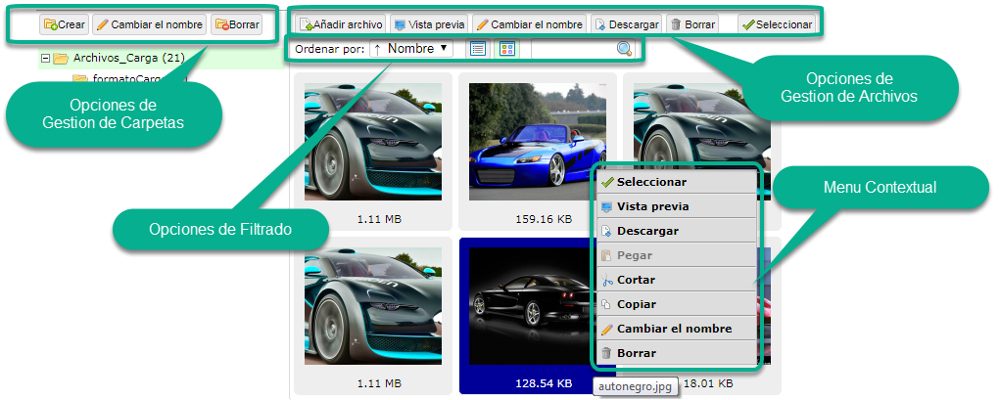 Crear Cambiar el nombre Borrar
Añadir archivo Vista previa Cambiar el nombre Descargar Borrar Seleccionar
Ordenar por: ↑ Nombre ▼
Archivos_Carga (21)
Opciones de
Gestion de Carpetas
Opciones de
Gestion de Archivos
Menu Contextual
Opciones de Filtrado
1.11 MB
159.16 KB
Seleccionar
Vista previa
Descargar
Pegar
Cortar
Copiar
Cambiar el nombre
Borrar
1.11 MB
128.54 KB
18.01 KB
autonegro.jpg